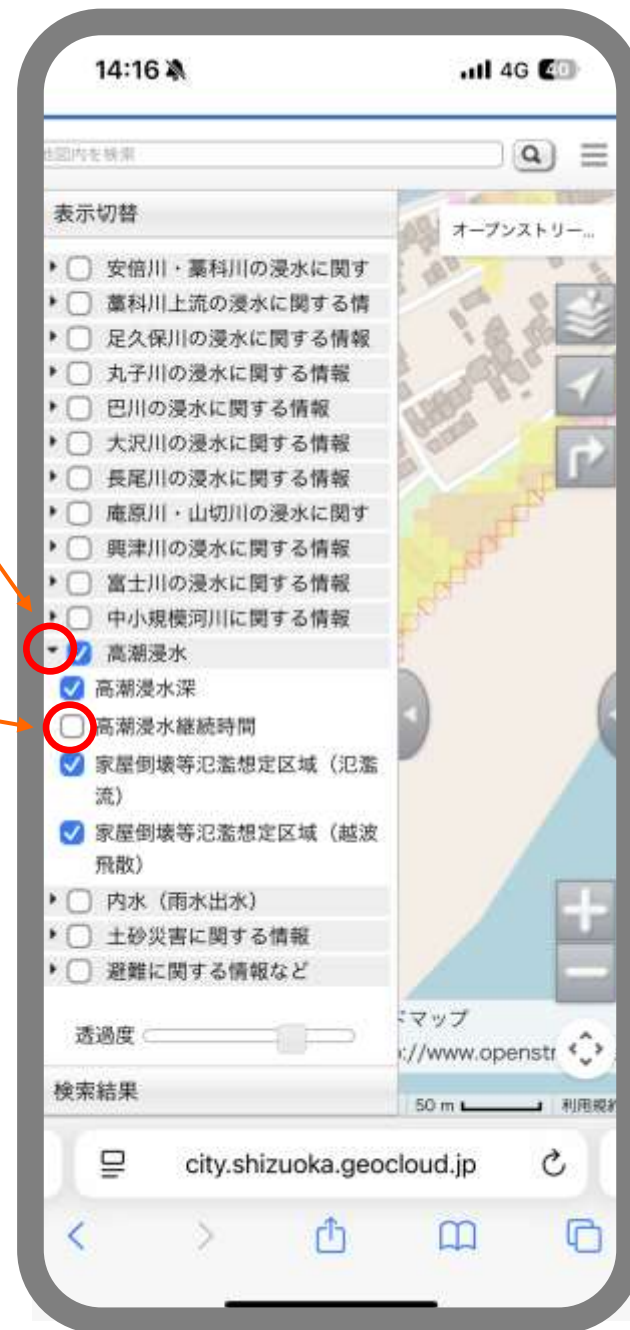 14:16
4G 40
地図内を検索
表示切替
オープンストリー...
安倍川・藁科川の浸水に関す
藁科川上流の浸水に関する情
足久保川の浸水に関する情報
丸子川の浸水に関する情報
巴川の浸水に関する情報
大沢川の浸水に関する情報
長尾川の浸水に関する情報
庵原川・山切川の浸水に関す
興津川の浸水に関する情報
富士川の浸水に関する情報
中小規模河川に関する情報
高潮浸水
高潮浸水深
高潮浸水継続時間
家屋倒壊等氾濫想定区域（氾濫
流）
家屋倒壊等氾濫想定区域（越波
飛散）
内水（雨水出水）
土砂災害に関する情報
避難に関する情報など
透過度
ドマップ
://www.openstr
検索結果
50 m
利用規約
city.shizuoka.geocloud.jp